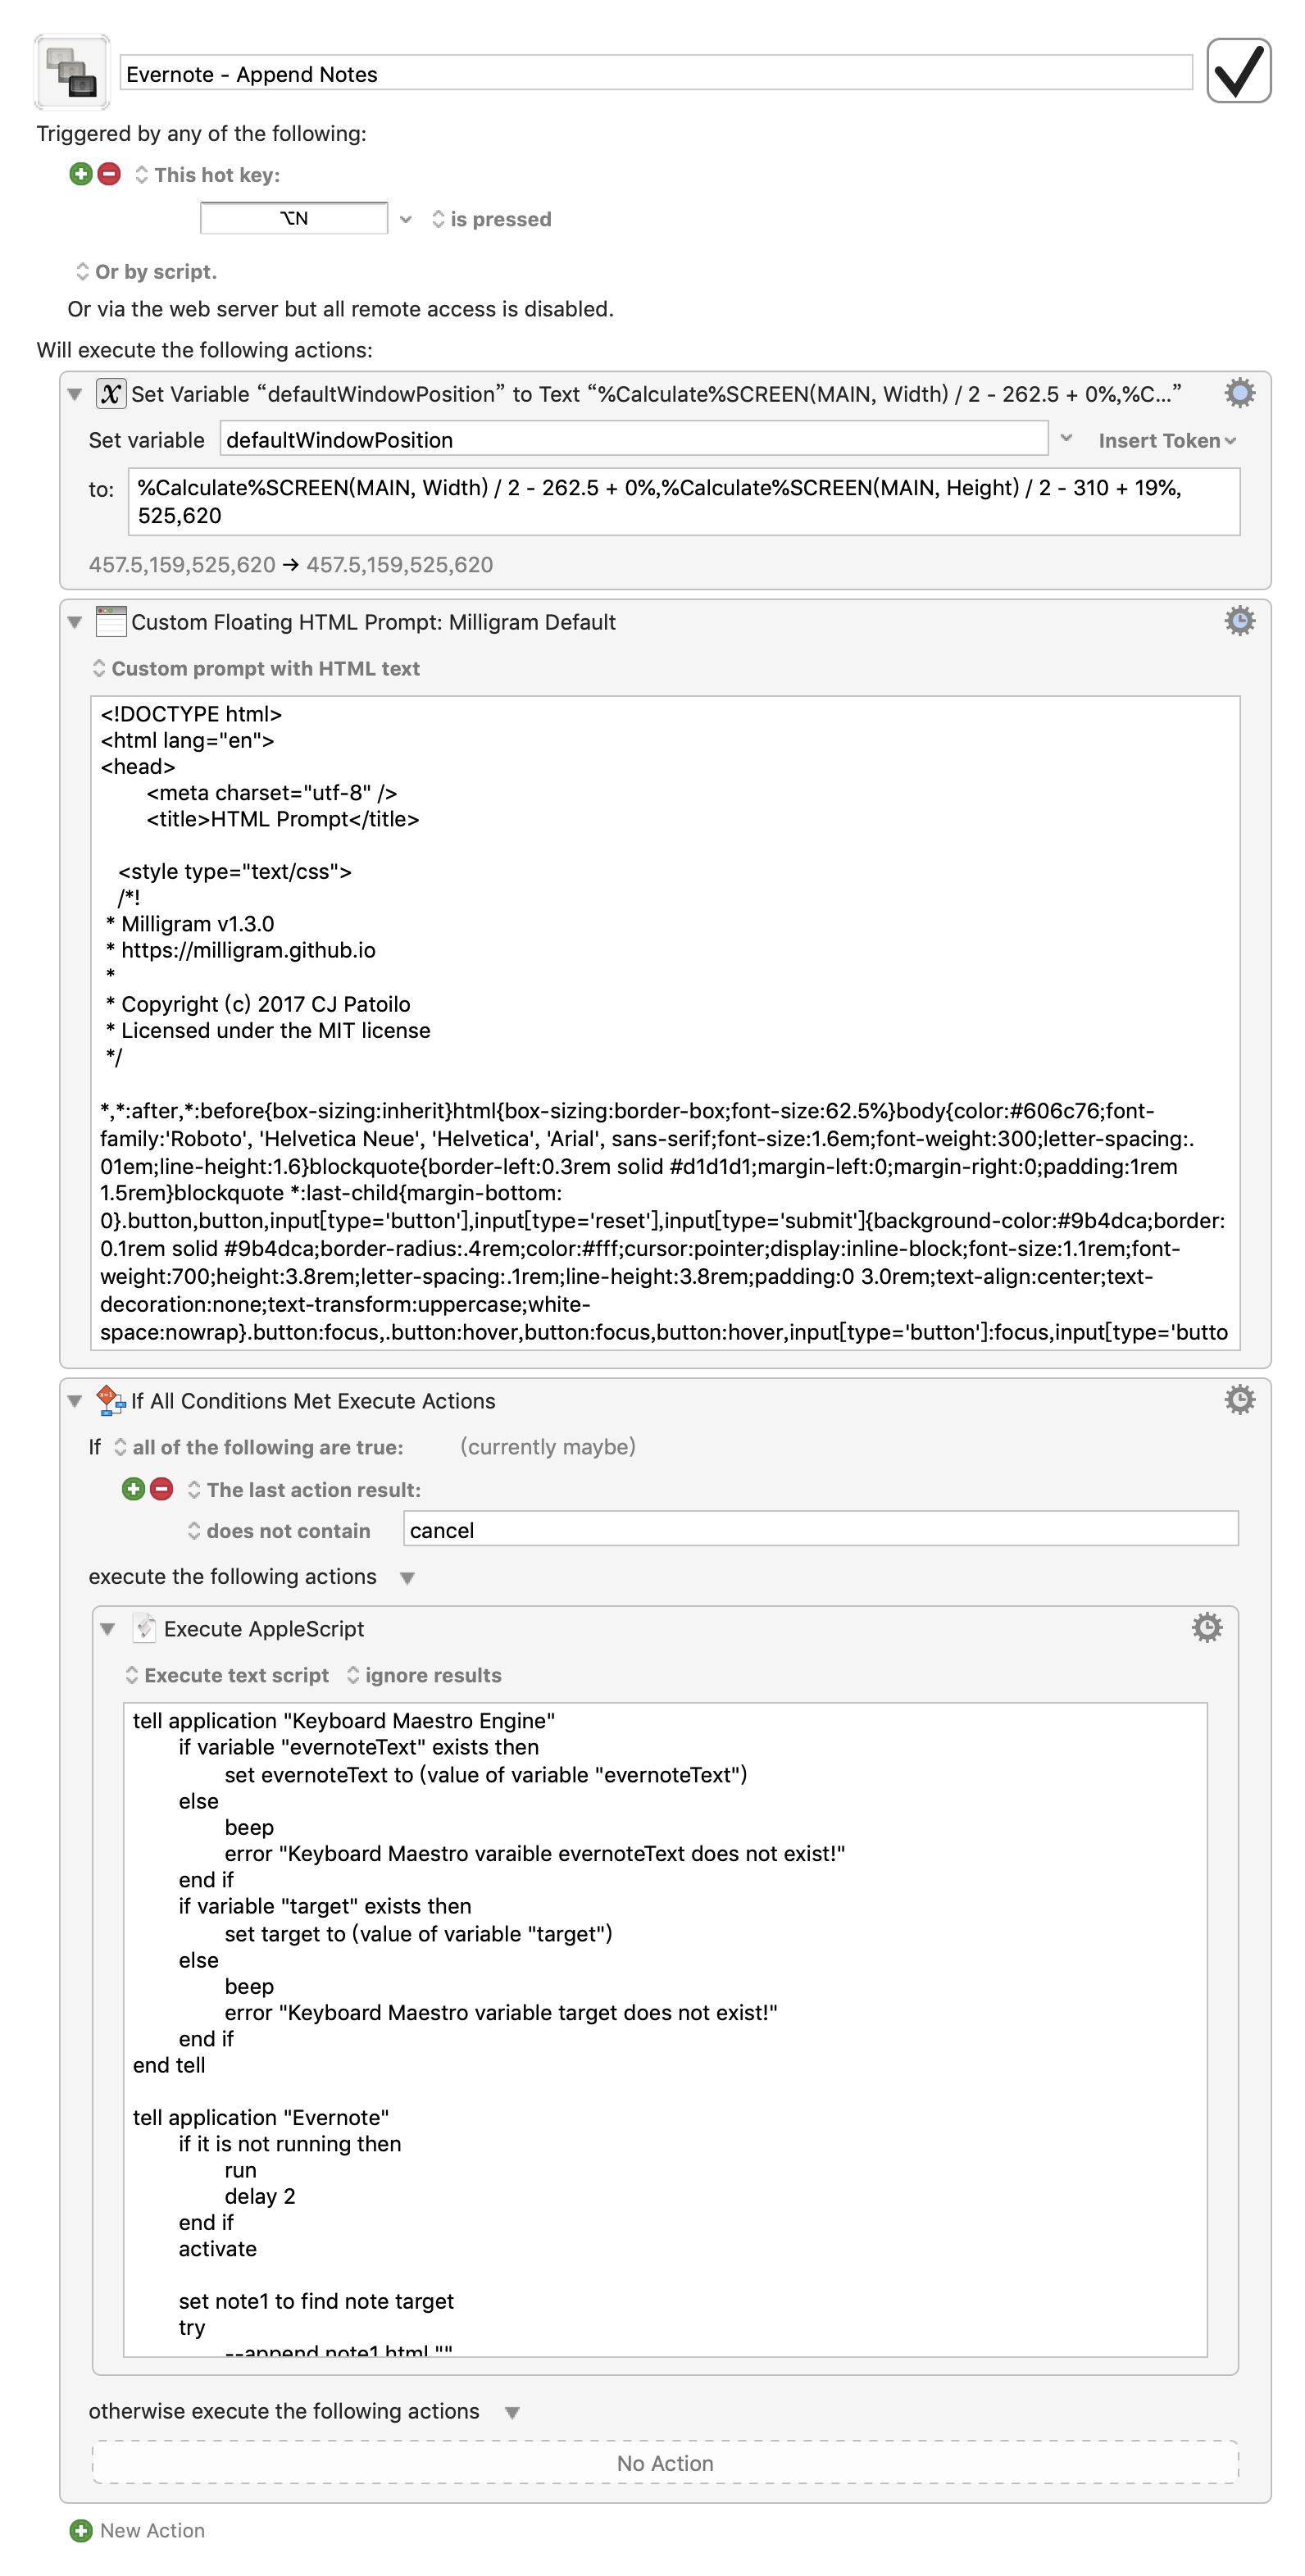 Evernote - Append Notes
Triggered by any of the following:
This hot key:
⌥N is pressed
Or by script.
Or via the web server but all remote access is disabled.
Will execute the following actions:
Set Variable “defaultWindowPosition” to Text “%Calculate%SCREEN(MAIN, Width) / 2 - 262.5 + 0%,%C...”
Set variable defaultWindowPosition Insert Token
to: %Calculate%SCREEN(MAIN, Width) / 2 - 262.5 + 0%,%Calculate%SCREEN(MAIN, Height) / 2 - 310 + 19%,
525,620
457.5,159,525,620 → 457.5,159,525,620
Custom Floating HTML Prompt: Milligram Default
Custom prompt with HTML text
<!DOCTYPE html>
<html lang="en">
<head>
<meta charset="utf-8" />
<title>HTML Prompt</title>
<style type="text/css">
/*!
* Milligram v1.3.0
* https://milligram.github.io
*
* Copyright (c) 2017 CJ Patoilo
* Licensed under the MIT license
*/
*,*:after,*:before{box-sizing:inherit}html{box-sizing:border-box;font-size:62.5%}body{color:#606c76;font-
family:'Roboto', 'Helvetica Neue', 'Helvetica', 'Arial', sans-serif;font-size:1.6em;font-weight:300;letter-spacing:.
01em;line-height:1.6}blockquote{border-left:0.3rem solid #d1d1d1;margin-left:0;margin-right:0;padding:1rem
1.5rem}blockquote *:last-child{margin-bottom:
0}.button,button,input[type='button'],input[type='reset'],input[type='submit']{background-color:#9b4dca;border:
0.1rem solid #9b4dca;border-radius:.4rem;color:#fff;cursor:pointer;display:inline-block;font-size:1.1rem;font-
weight:700;height:3.8rem;letter-spacing:.1rem;line-height:3.8rem;padding:0 3.0rem;text-align:center;text-
decoration:none;text-transform:uppercase;white-
space:nowrap}.button:focus,.button:hover,button:focus,button:hover,input[type='button']:focus,input[type='butto
If All Conditions Met Execute Actions
If all of the following are true: (currently maybe)
The last action result:
does not contain cancel
execute the following actions
Execute AppleScript
Execute text script ignore results
tell application "Keyboard Maestro Engine"
if variable "evernoteText" exists then
set evernoteText to (value of variable "evernoteText")
else
beep
error "Keyboard Maestro varaible evernoteText does not exist!"
end if
if variable "target" exists then
set target to (value of variable "target")
else
beep
error "Keyboard Maestro variable target does not exist!"
end if
end tell
tell application "Evernote"
if it is not running then
run
delay 2
end if
activate
set note1 to find note target
try
--append note1 html ""
otherwise execute the following actions
No Action
New Action